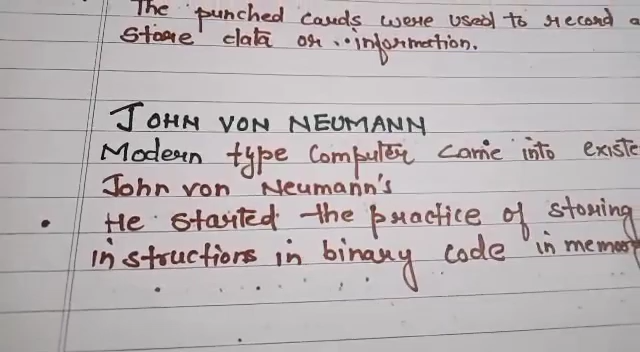 The punched cards were used to record a
store data or information.
JOHN VON NEUMANN
Modern type computer came into existe
John von Neumann's
• He started the practice of storing
instructions in binary code in memory